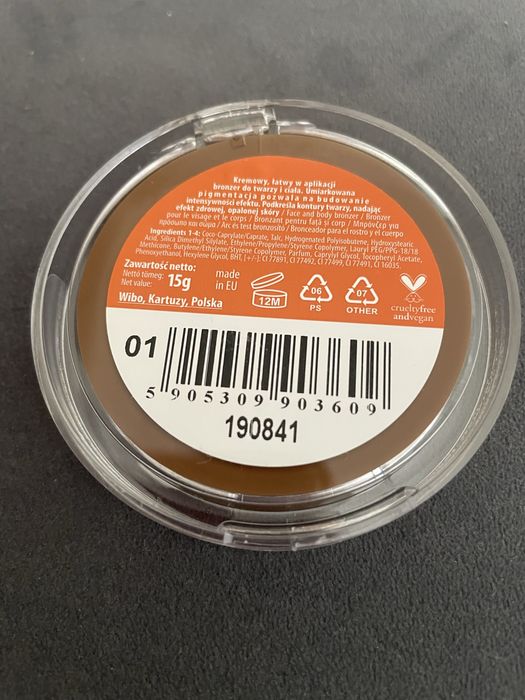 Kremowy, łatwy w aplikacji
bronzer do twarzy i ciała. Umiarkowana
pigmentacja pozwala na budowanie
intensywności efektu. Podkreśla kontury twarzy, nadając
efekt zdrowej, opalonej skóry / Face and body bronzer / Bronzer
pour le visage et le corps / Bronzant pentru față si corp / Μπρόνζερ για
πρόσωπο και σώμα / Arc és test bronzosító / Bronceador para el rostro y el cuerpo
Ingredients 1-4: Coco-Caprylate/Caprate, Talc, Hydrogenated Polyisobutene, Hydroxystearic
Acid, Silica Dimethyl Silylate, Ethylene/Propylene/Styrene Copolymer, Lauryl PEG/PPG-18/18
Methicone, Butylene/Ethylene/Styrene Copolymer, Parfum, Caprylyl Glycol, Tocopheryl Acetate,
Phenoxyethanol, Hexylene Glycol, BHT, [+/-]: CI 77891, CI 77492, CI 77499, CI 77491, CI 16035.
Zawartość netto:
Nettó tömeg:
Net value: 15g
made
in EU
12M
06
PS
07
OTHER
crueltyfree
andvegan
Wibo, Kartuzy, Polska
01
5 905309 903609
190841